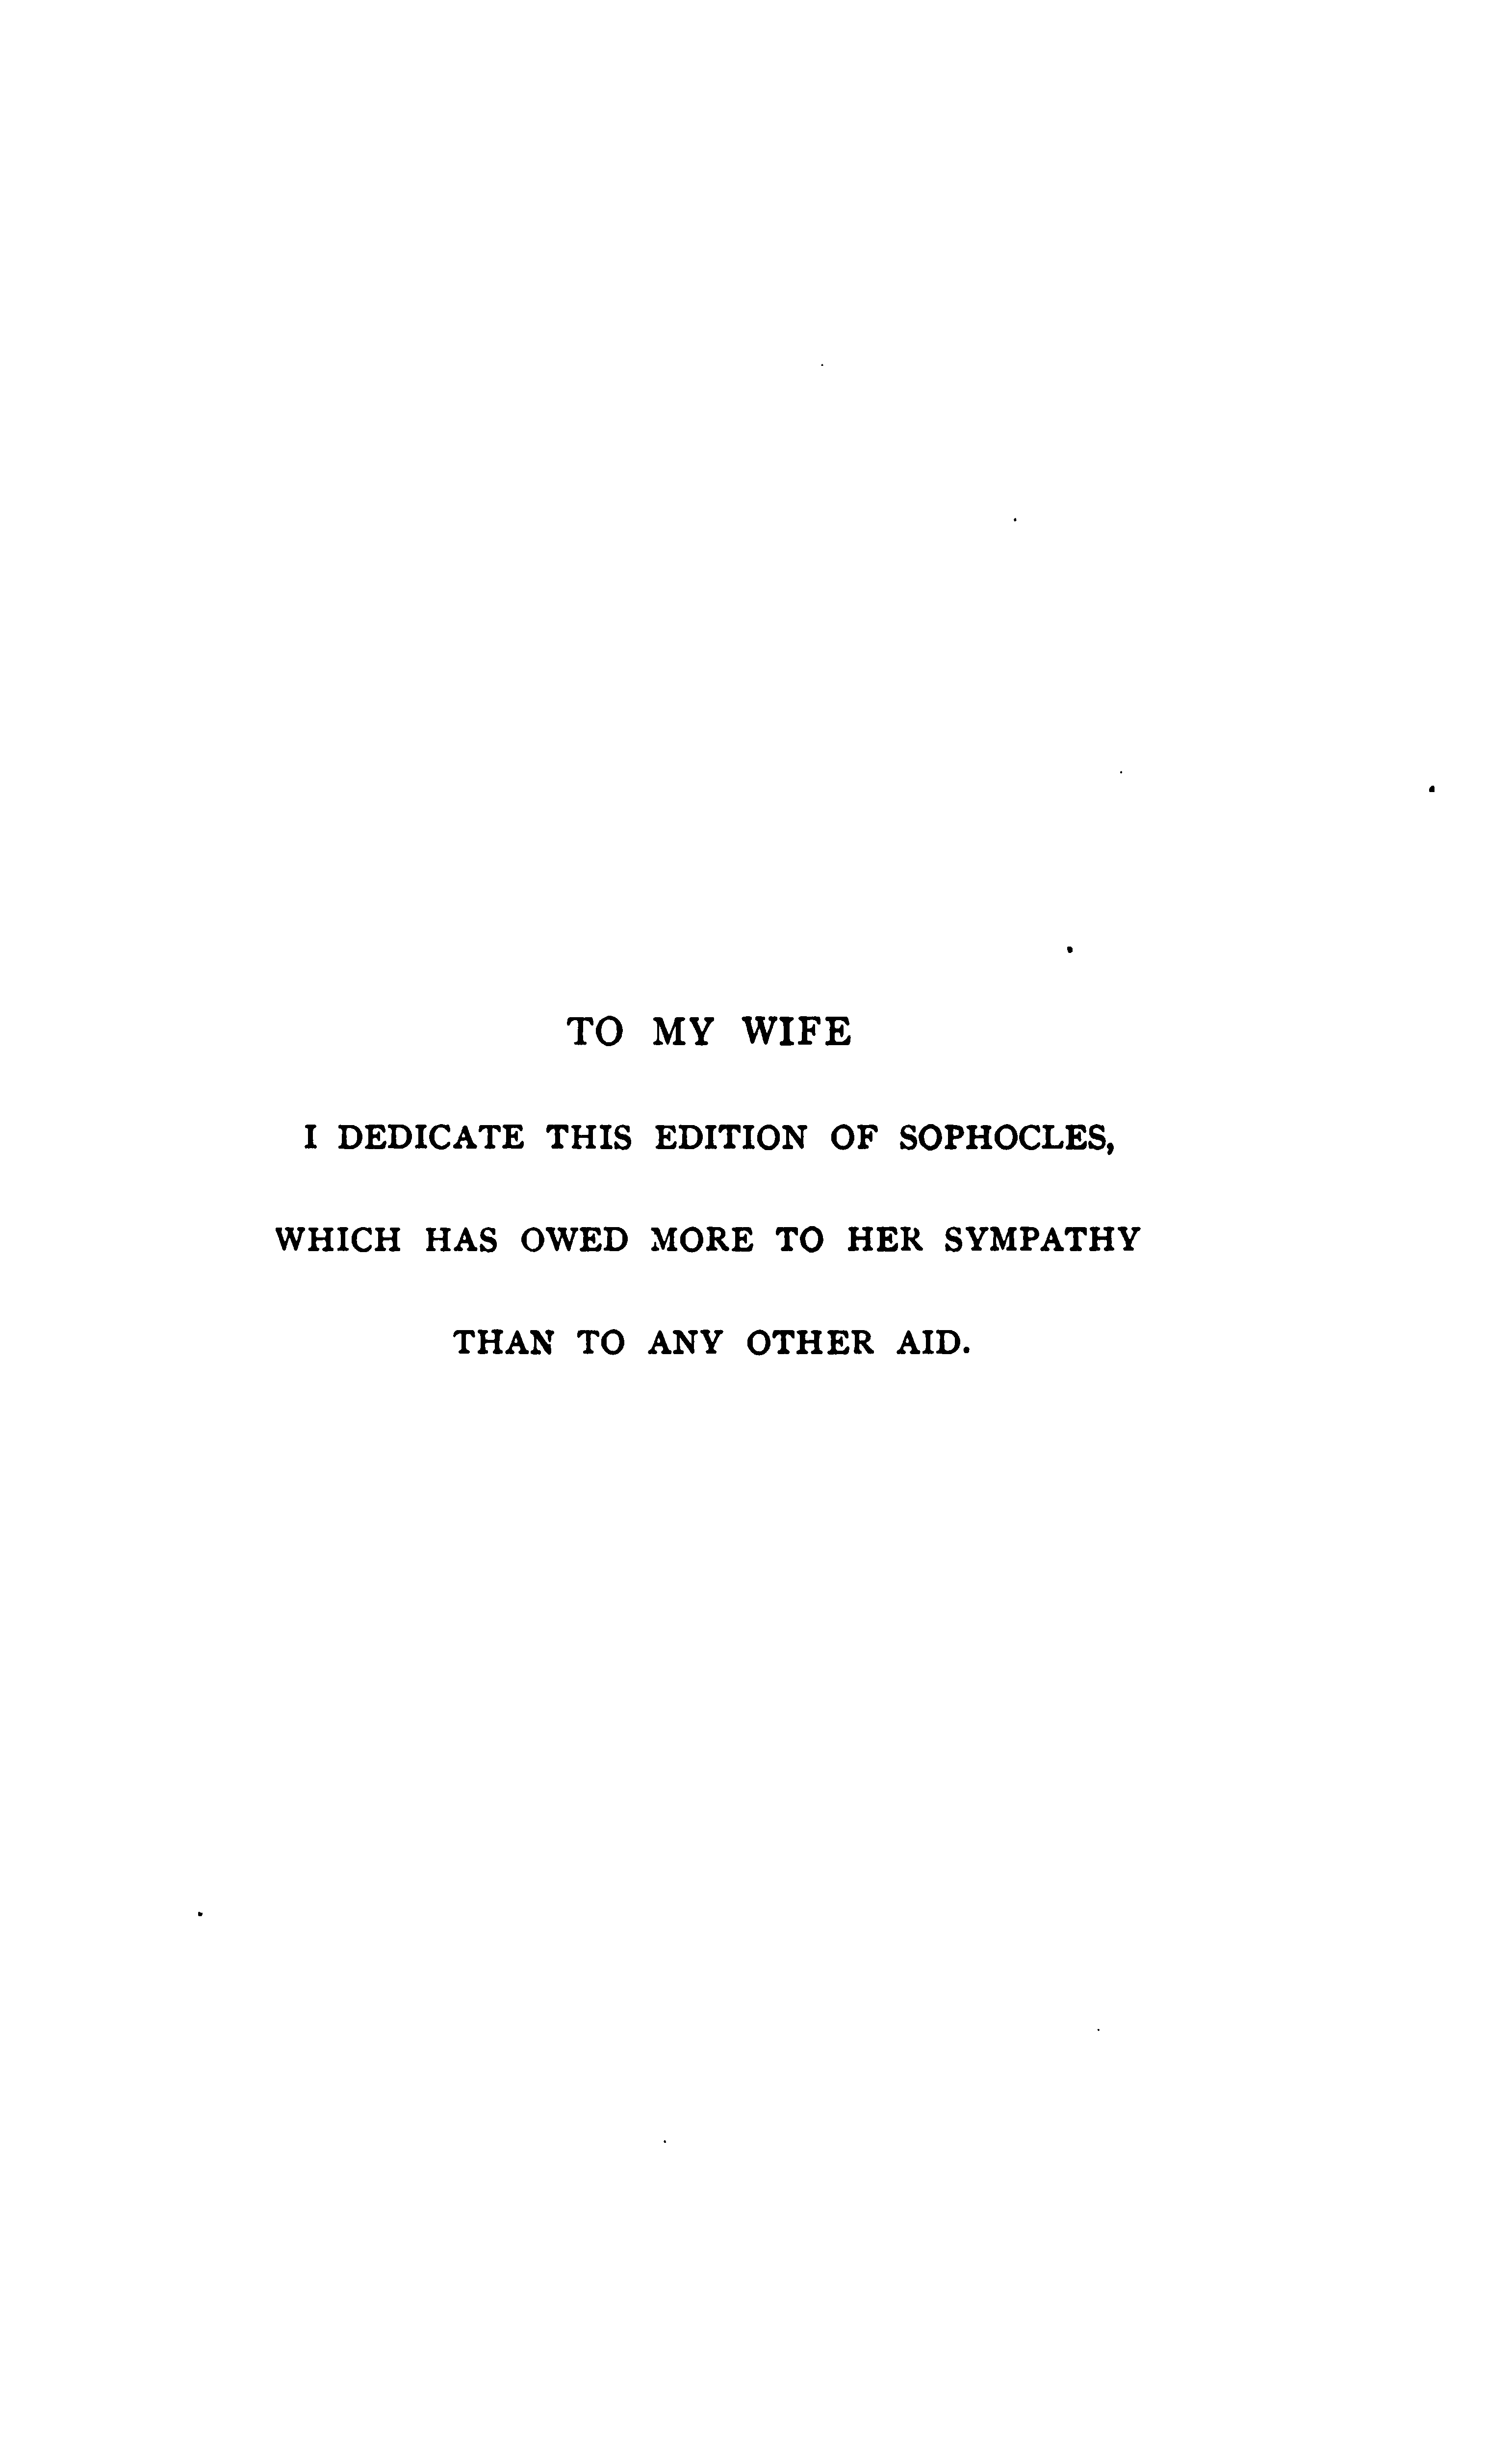 TO MY WIFE
I DEDICATE THIS EDITION OF SOPHOCLES,
WHICH HAS OWED MORE TO HER SYMPATHY
THAN TO ANY OTHER AID.